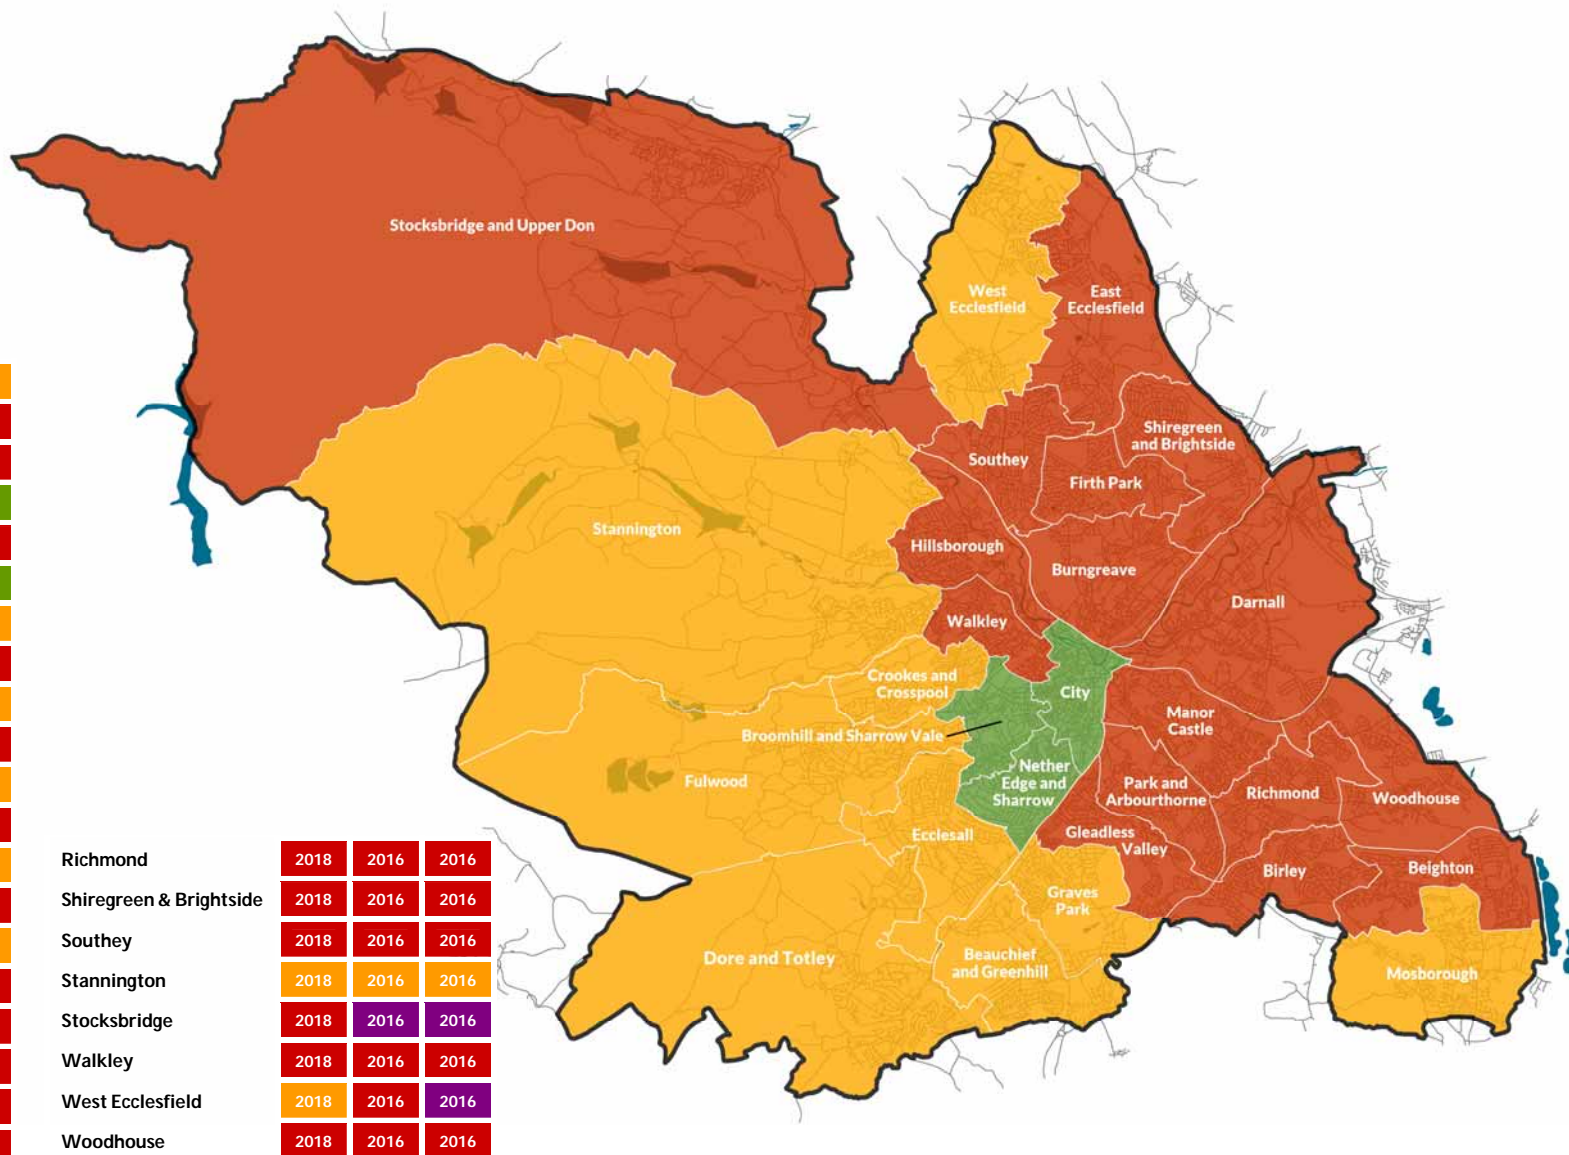 Stocksbridge and Upper Don
West
Ecclesfield
East
Ecclesfield
Shiregreen
and Brightside
Southey
Firth Park
Stannington
Hillsborough
Burngreave
Darnall
Walkley
Crookes and
Crosspool
City
Manor
Castle
Broomhill and Sharrow Vale
Nether
Edge and
Sharrow
Fulwood
Park and
Arbourthorne
Richmond
Woodhouse
Ecclesall
Gleadless
Valley
Birley
Beighton
Graves
Park
Dore and Totley
Beauchief
and Greenhill
Mosborough
Richmond 2018 2016 2016
Shiregreen & Brightside 2018 2016 2016
Southey 2018 2016 2016
Stannington 2018 2016 2016
Stocksbridge 2018 2016 2016
Walkley 2018 2016 2016
West Ecclesfield 2018 2016 2016
Woodhouse 2018 2016 2016